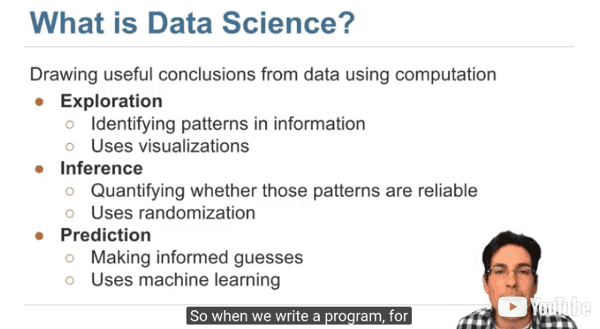 What is Data Science?
Drawing useful conclusions from data using computation
Exploration
Identifying patterns in information
Uses visualizations
Inference
Quantifying whether those patterns are reliable
Uses randomization
Prediction
Making informed guesses
Uses machine learning
YouTube
So when we write a program, for